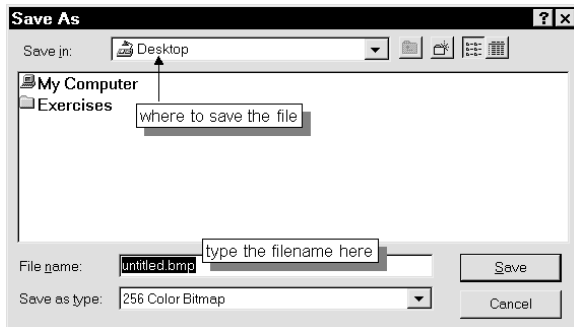 Save As
Save in: Desktop
My Computer
Exercises
where to save the file
type the filename here
File name: untitled.bmp Save
Save as type: 256 Color Bitmap Cancel